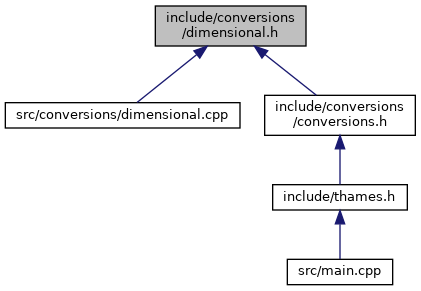 include/conversions
/dimensional.h
src/conversions/dimensional.cpp
include/conversions
/conversions.h
include/thames.h
src/main.cpp